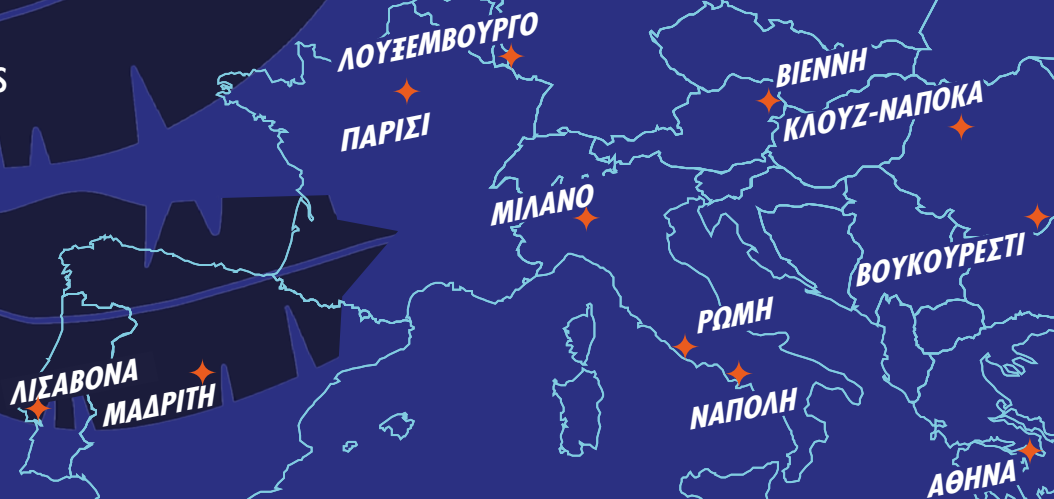 ΛΟΥΞΕΜΒΟΥΡΓΟ
S
ΒΙΕΝΝΗ
ΚΛΟΥΖ-ΝΑΠΟΚΑ
ΠΑΡΙΣΙ
ΜΙΛΑΝΟ
ΒΟΥΚΟΥΡΕΣΤΙ
ΡΩΜΗ
ΛΙΣΑΒΟΝΑ
ΜΑΔΡΙΤΗ
ΝΑΠΟΛΗ
ΑΘΗΝΑ